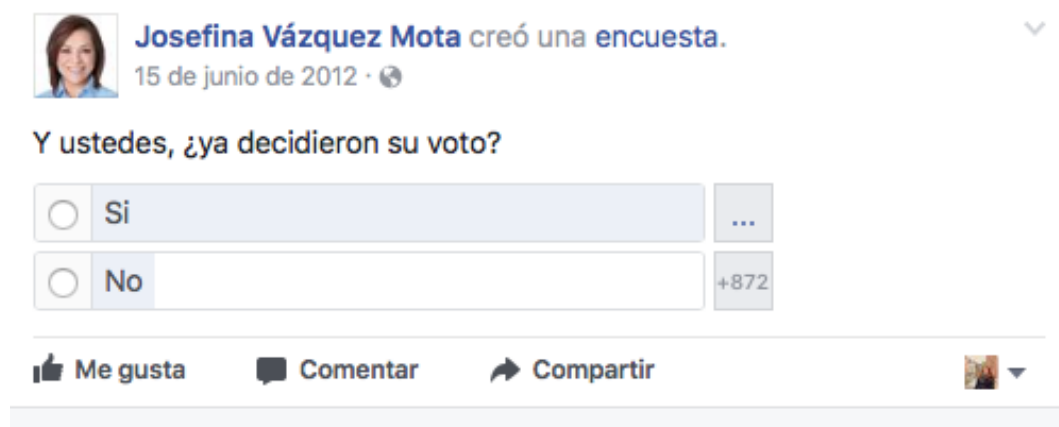 Josefina Vázquez Mota creó una encuesta.
15 de junio de 2012 ·
Y ustedes, ¿ya decidieron su voto?
Si ...
No +872
Me gusta Comentar Compartir